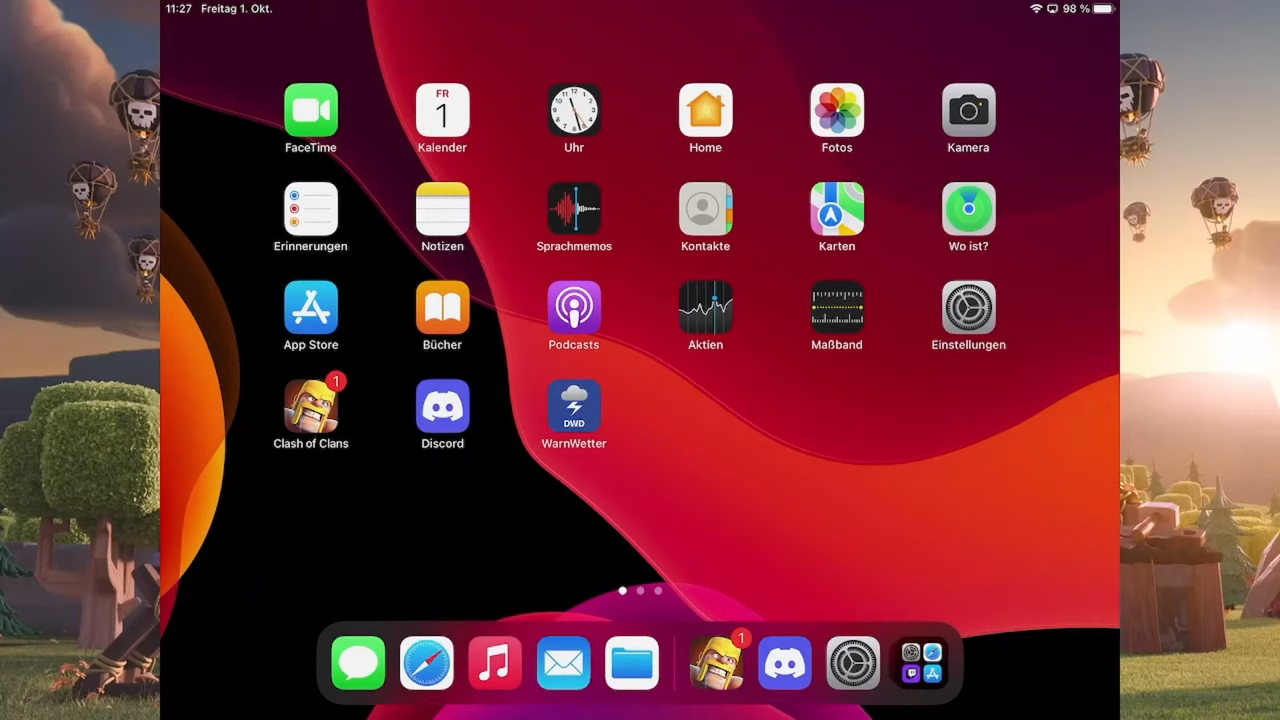 11:27 Freitag 1. Okt. 98 %
FR
1
FaceTime Kalender Uhr Home Fotos Kamera
Erinnerungen Notizen Sprachmemos Kontakte Karten Wo ist?
App Store Bücher Podcasts Aktien Maßband Einstellungen
1
DWD
Clash of Clans Discord WarnWetter
1